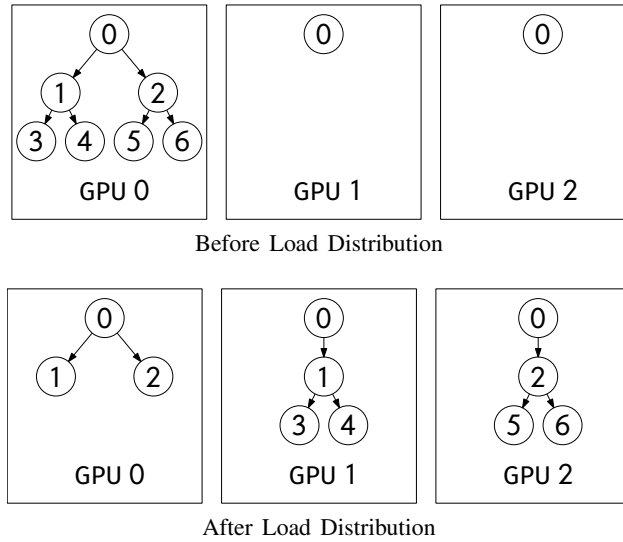 0 0 0
1 2
3 4 5 6
GPU 0 GPU 1 GPU 2
Before Load Distribution
0 0 0
1 2 1 2
3 4 5 6
GPU 0 GPU 1 GPU 2
After Load Distribution